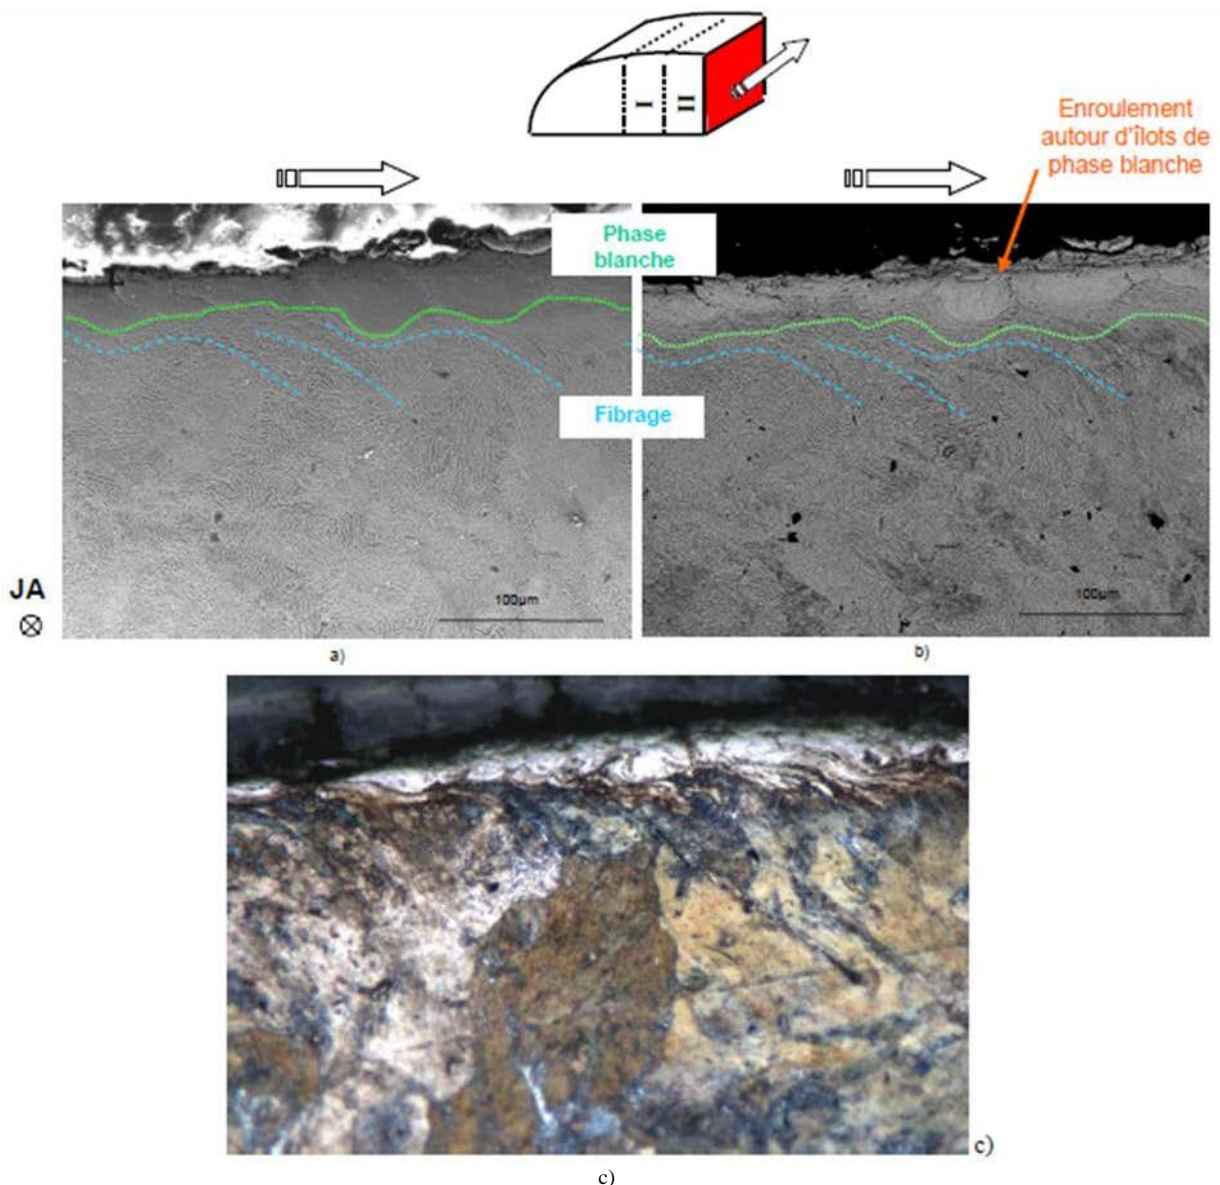 I
II
Enroulement
autour d'îlots de
phase blanche
Phase
blanche
Fibrage
JA
100µm
100µm
a)
b)
c)
c)